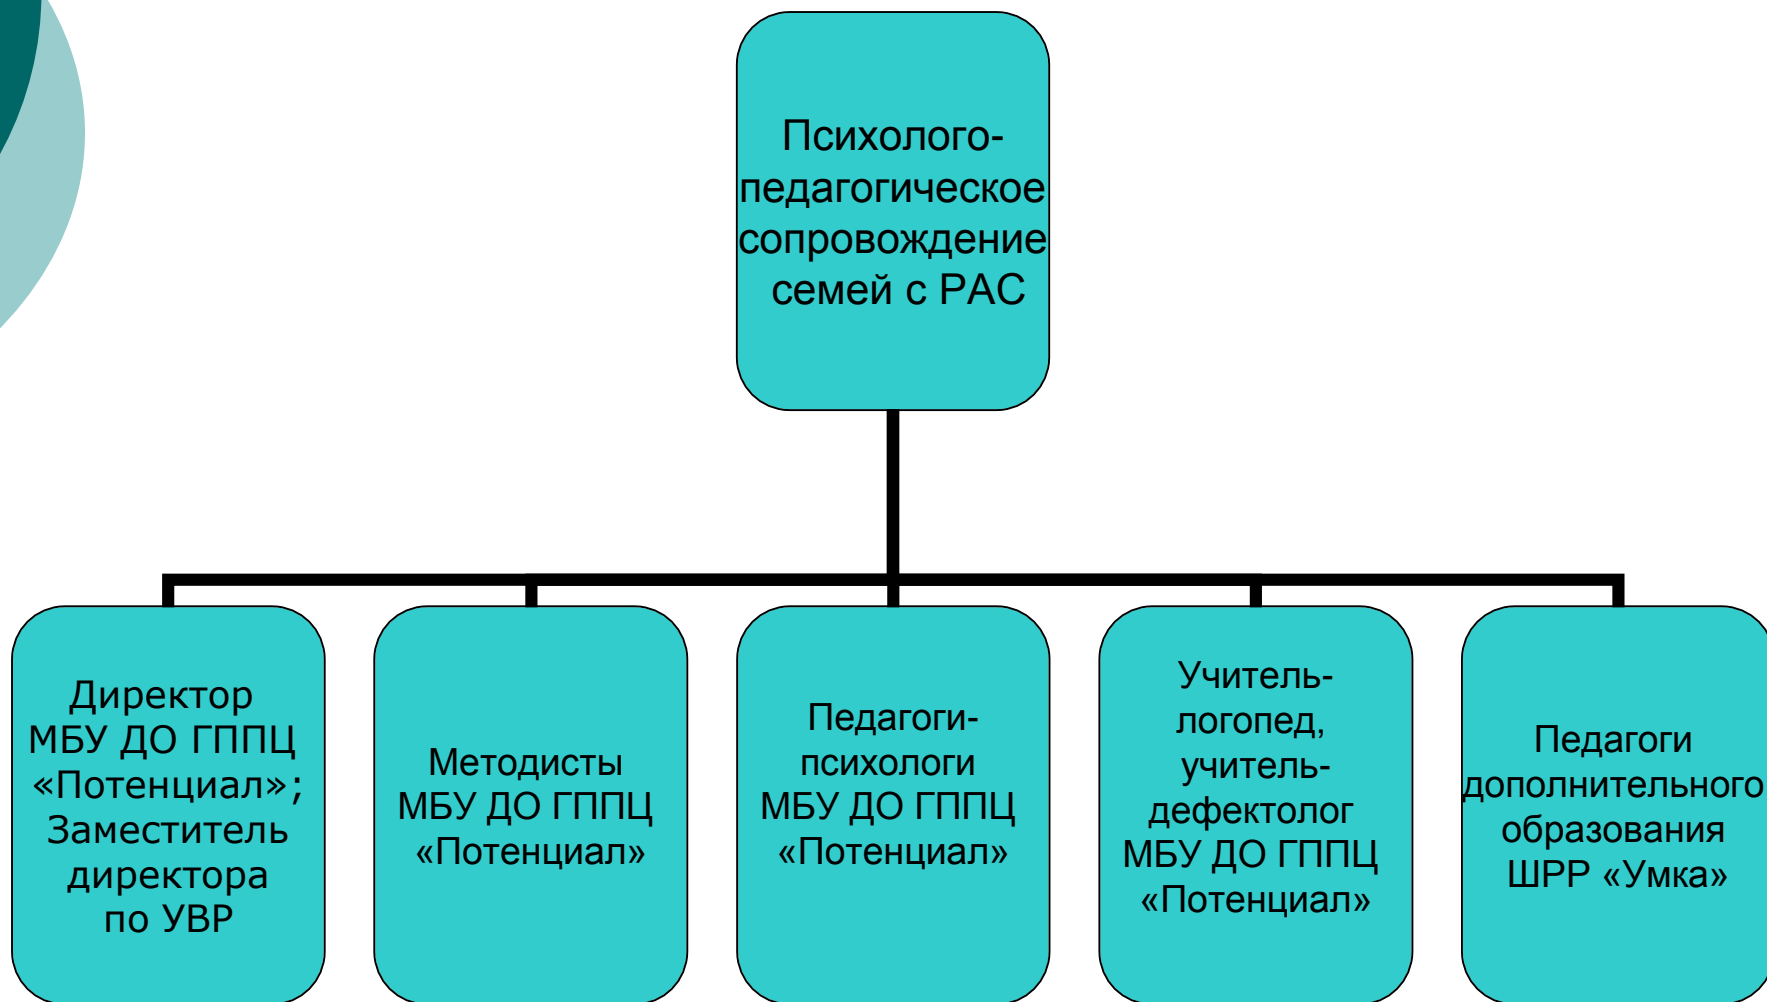 Психолого-
педагогическое
сопровождение
семей с РАС
Директор
МБУ ДО ГППЦ
«Потенциал»;
Заместитель
директора
по УВР
Методисты
МБУ ДО ГППЦ
«Потенциал»
Педагоги-
психологи
МБУ ДО ГППЦ
«Потенциал»
Учитель-
логопед,
учитель-
дефектолог
МБУ ДО ГППЦ
«Потенциал»
Педагоги
дополнительного
образования
ШРР «Умка»